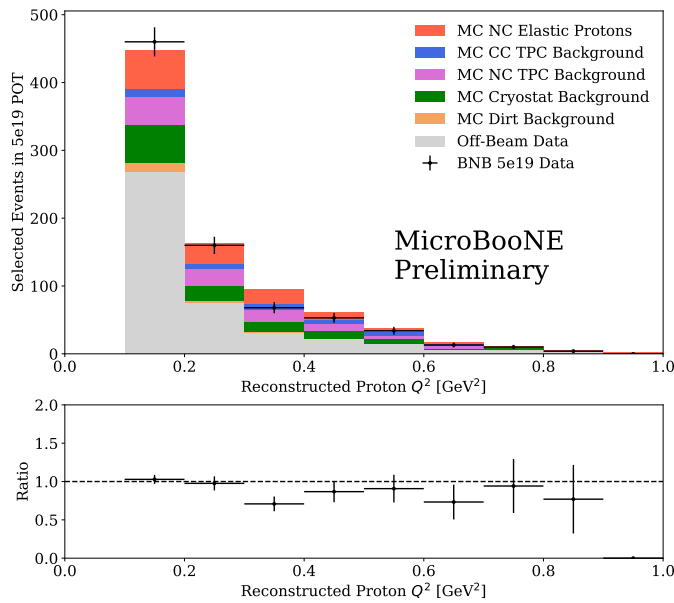 500
400
300
200
100
0
Selected Events in 5e19 POT
MC NC Elastic Protons
MC CC TPC Background
MC NC TPC Background
MC Cryostat Background
MC Dirt Background
Off-Beam Data
BNB 5e19 Data
MicroBooNE
Preliminary
0.0 0.2 0.4 0.6 0.8 1.0
Reconstructed Proton Q² [GeV²]
2.0
1.5
1.0
0.5
0.0
Ratio
0.0 0.2 0.4 0.6 0.8 1.0
Reconstructed Proton Q² [GeV²]